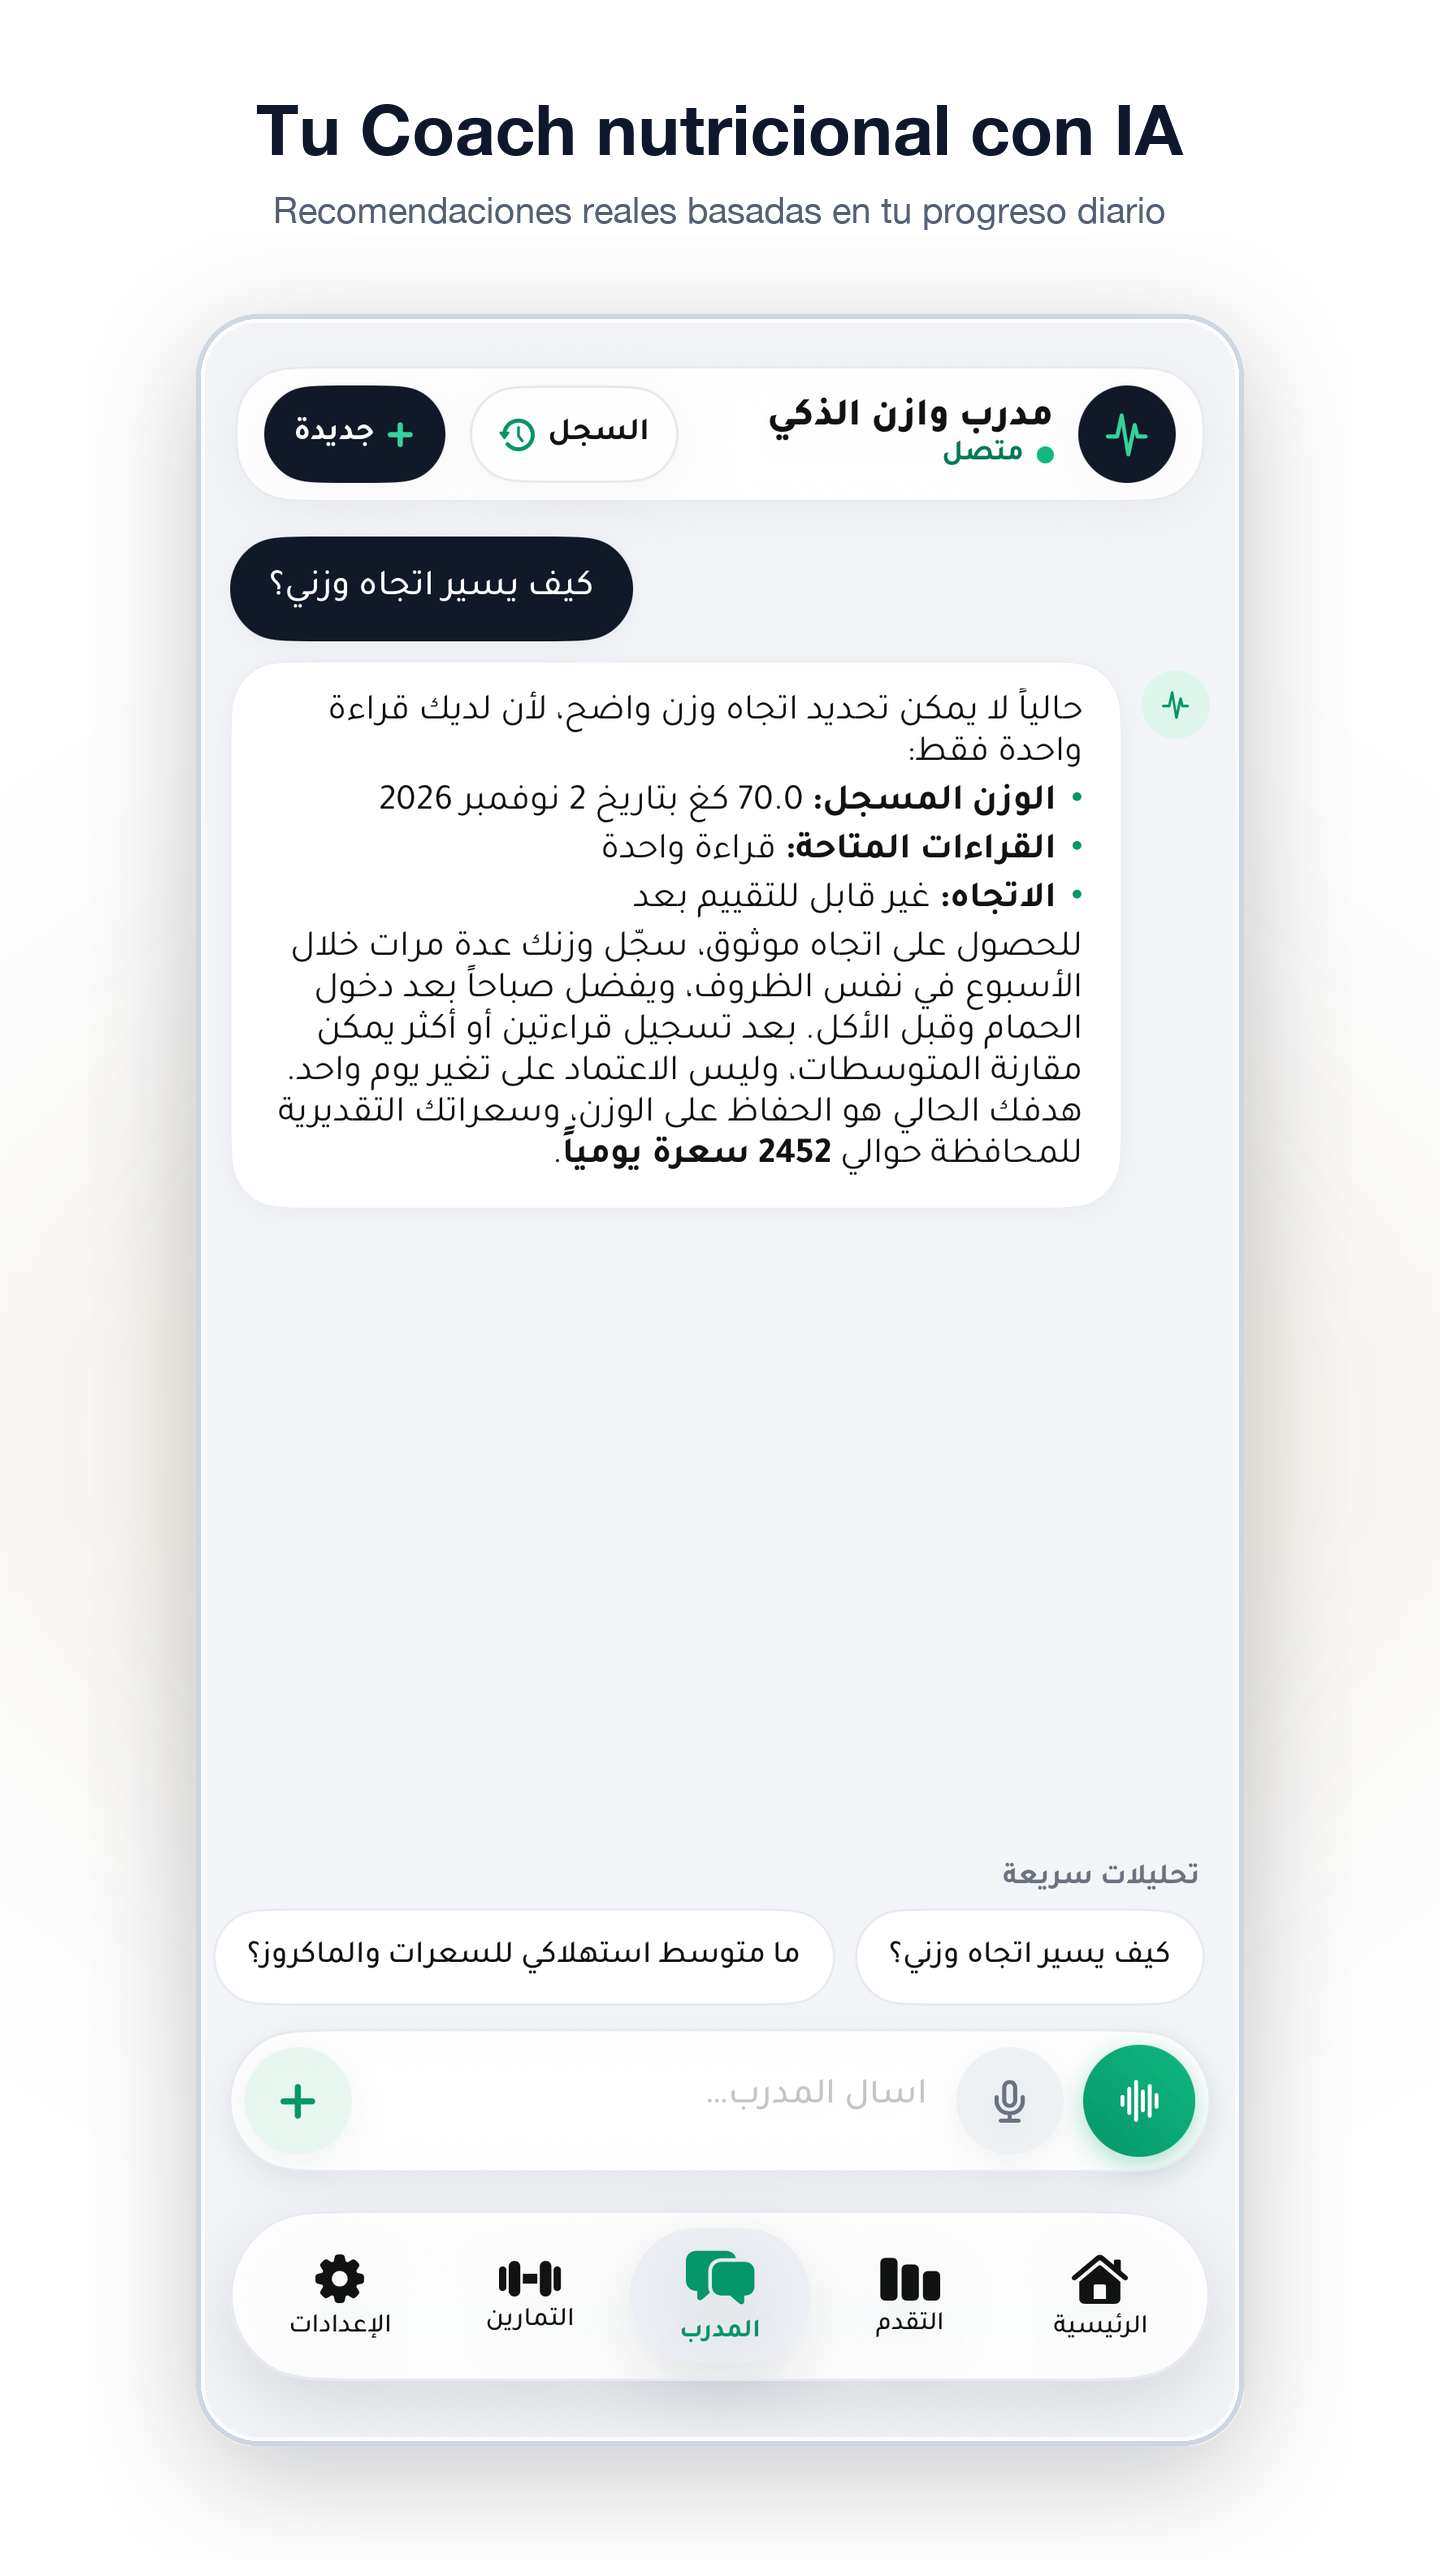 Tu Coach nutricional con IA
Recomendaciones reales basadas en tu progreso diario
مدرب وازن الذكي
متصل
السجل
جديدة
كيف يسير اتجاه وزني؟
حالياً لا يمكن تحديد اتجاه وزن واضح، لأن لديك قراءة
واحدة فقط:
• الوزن المسجل: 70.0 كغ بتاريخ 2 نوفمبر 2026
• القراءات المتاحة: قراءة واحدة
• الاتجاه: غير قابل للتقييم بعد
للحصول على اتجاه موثوق، سجّل وزنك عدة مرات خلال
الأسبوع في نفس الظروف، ويفضل صباحاً بعد دخول
الحمام وقبل الأكل. بعد تسجيل قراءتين أو أكثر يمكن
مقارنة المتوسطات، وليس الاعتماد على تغير يوم واحد.
هدفك الحالي هو الحفاظ على الوزن، وسعراتك التقديرية
للمحافظة حوالي 2452 سعرة يومياً.
تحليلات سريعة
كيف يسير اتجاه وزني؟
ما متوسط استهلاكي للسعرات والماكروز؟
اسال المدرب...
الرئيسية
التقدم
المدرب
التمارين
الإعدادات